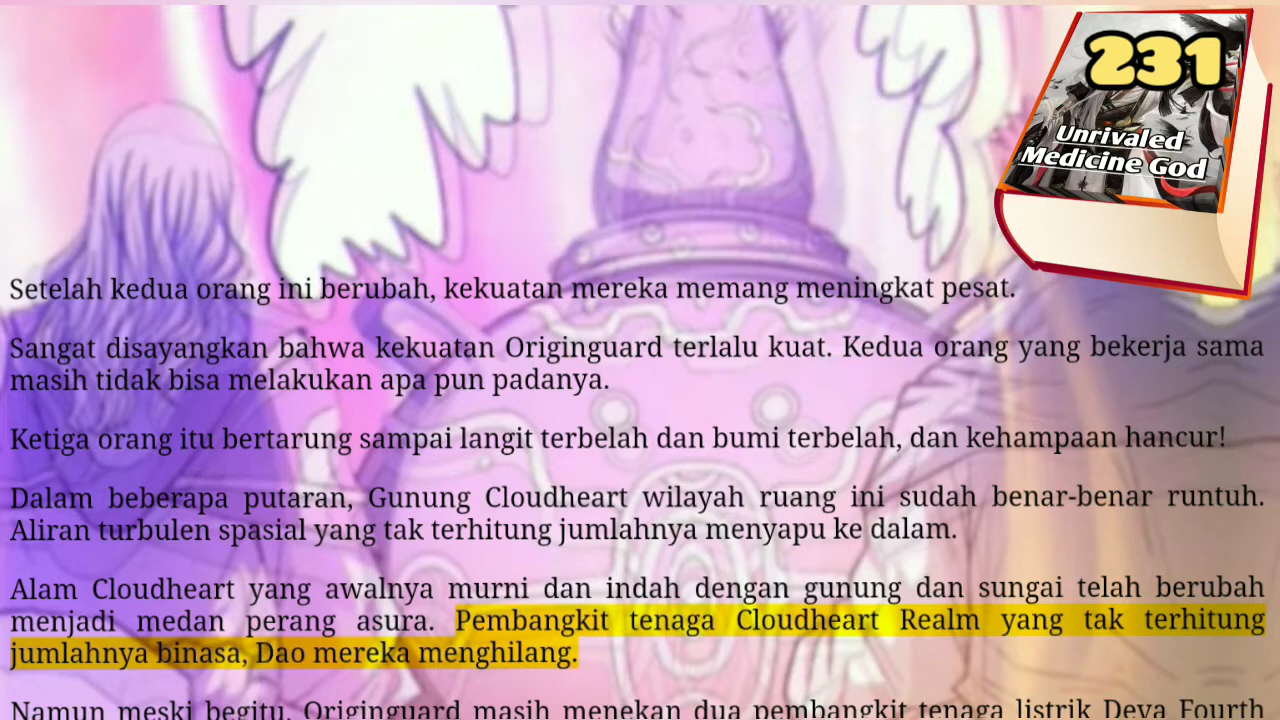 231
Unrivaled
Medicine God
Setelah kedua orang ini berubah, kekuatan mereka memang meningkat pesat.
Sangat disayangkan bahwa kekuatan Originguard terlalu kuat. Kedua orang yang bekerja sama
masih tidak bisa melakukan apa pun padanya.
Ketiga orang itu bertarung sampai langit terbelah dan bumi terbelah, dan kehampaan hancur!
Dalam beberapa putaran, Gunung Cloudheart wilayah ruang ini sudah benar-benar runtuh.
Aliran turbulen spasial yang tak terhitung jumlahnya menyapu ke dalam.
Alam Cloudheart yang awalnya murni dan indah dengan gunung dan sungai telah berubah
menjadi medan perang asura. Pembangkit tenaga Cloudheart Realm yang tak terhitung
jumlahnya binasa, Dao mereka menghilang.
Namun meski begitu, Originguard masih menekan dua pembangkit tenaga listrik Deva Fourth